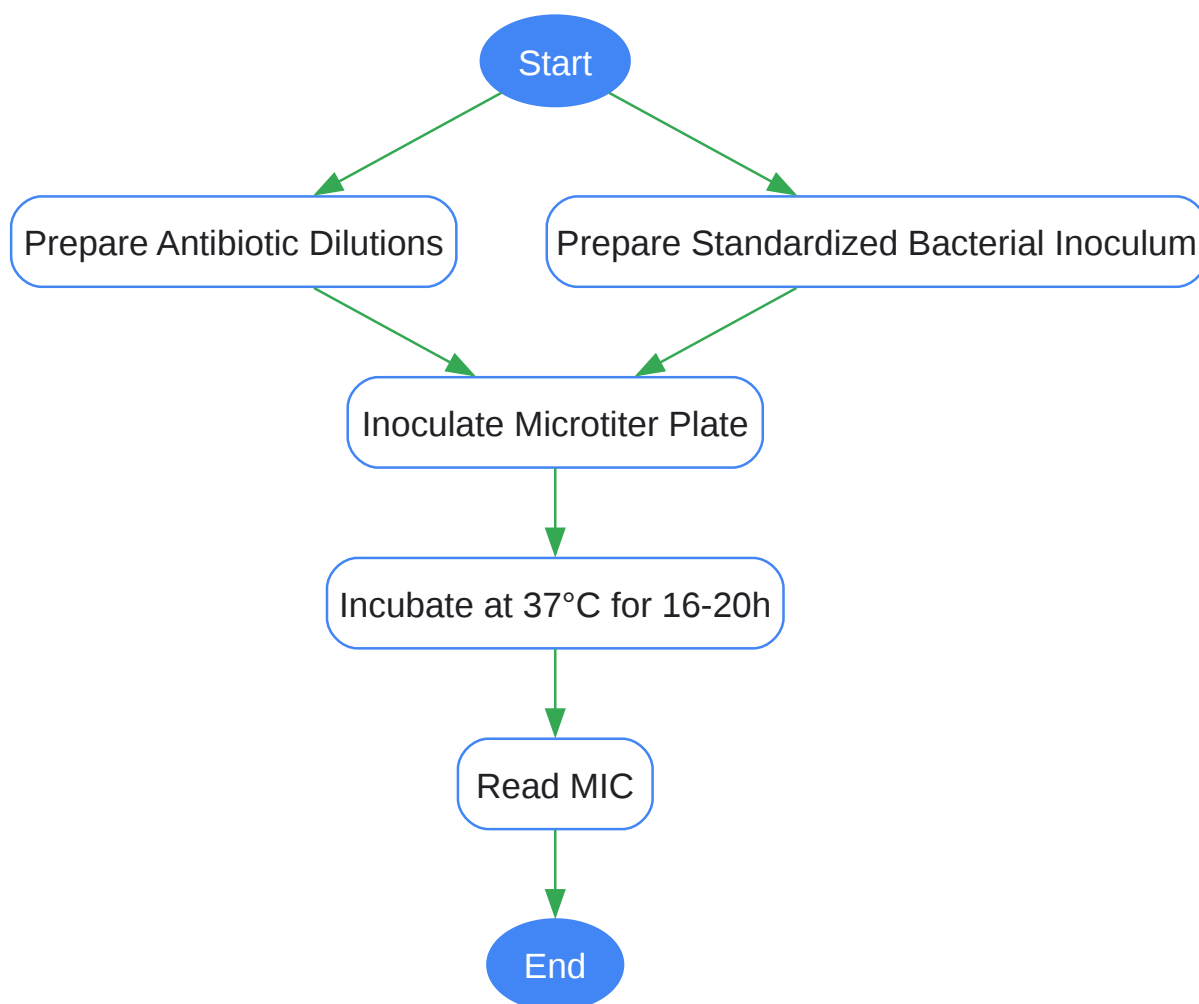 Start
Prepare Antibiotic Dilutions
Prepare Standardized Bacterial Inoculum
Inoculate Microtiter Plate
Incubate at 37°C for 16-20h
Read MIC
End